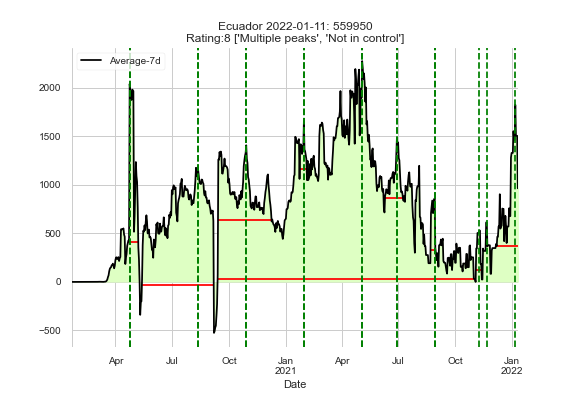 Ecuador 2022-01-11: 559950
Rating:8 ['Multiple peaks', 'Not in control']
Average-7d
2000
1500
1000
500
0
−500
Apr Jul Oct Jan Apr Jul Oct Jan
2021 2022
Date